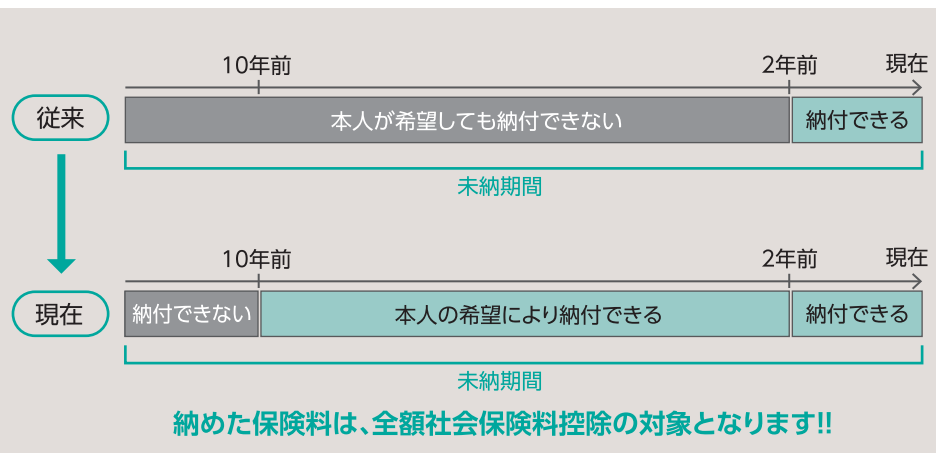 10年前 2年前 現在
従来 本人が希望しても納付できない 納付できる
未納期間
10年前 2年前 現在
現在 納付できない 本人の希望により納付できる 納付できる
未納期間
納めた保険料は、全額社会保険料控除の対象となります!!